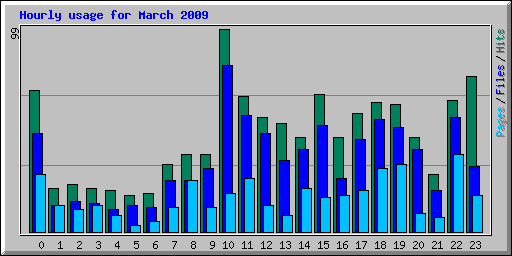 Hourly usage for March 2009
99
Pages / Files / Hits
0 1 2 3 4 5 6 7 8 9 10 11 12 13 14 15 16 17 18 19 20 21 22 23